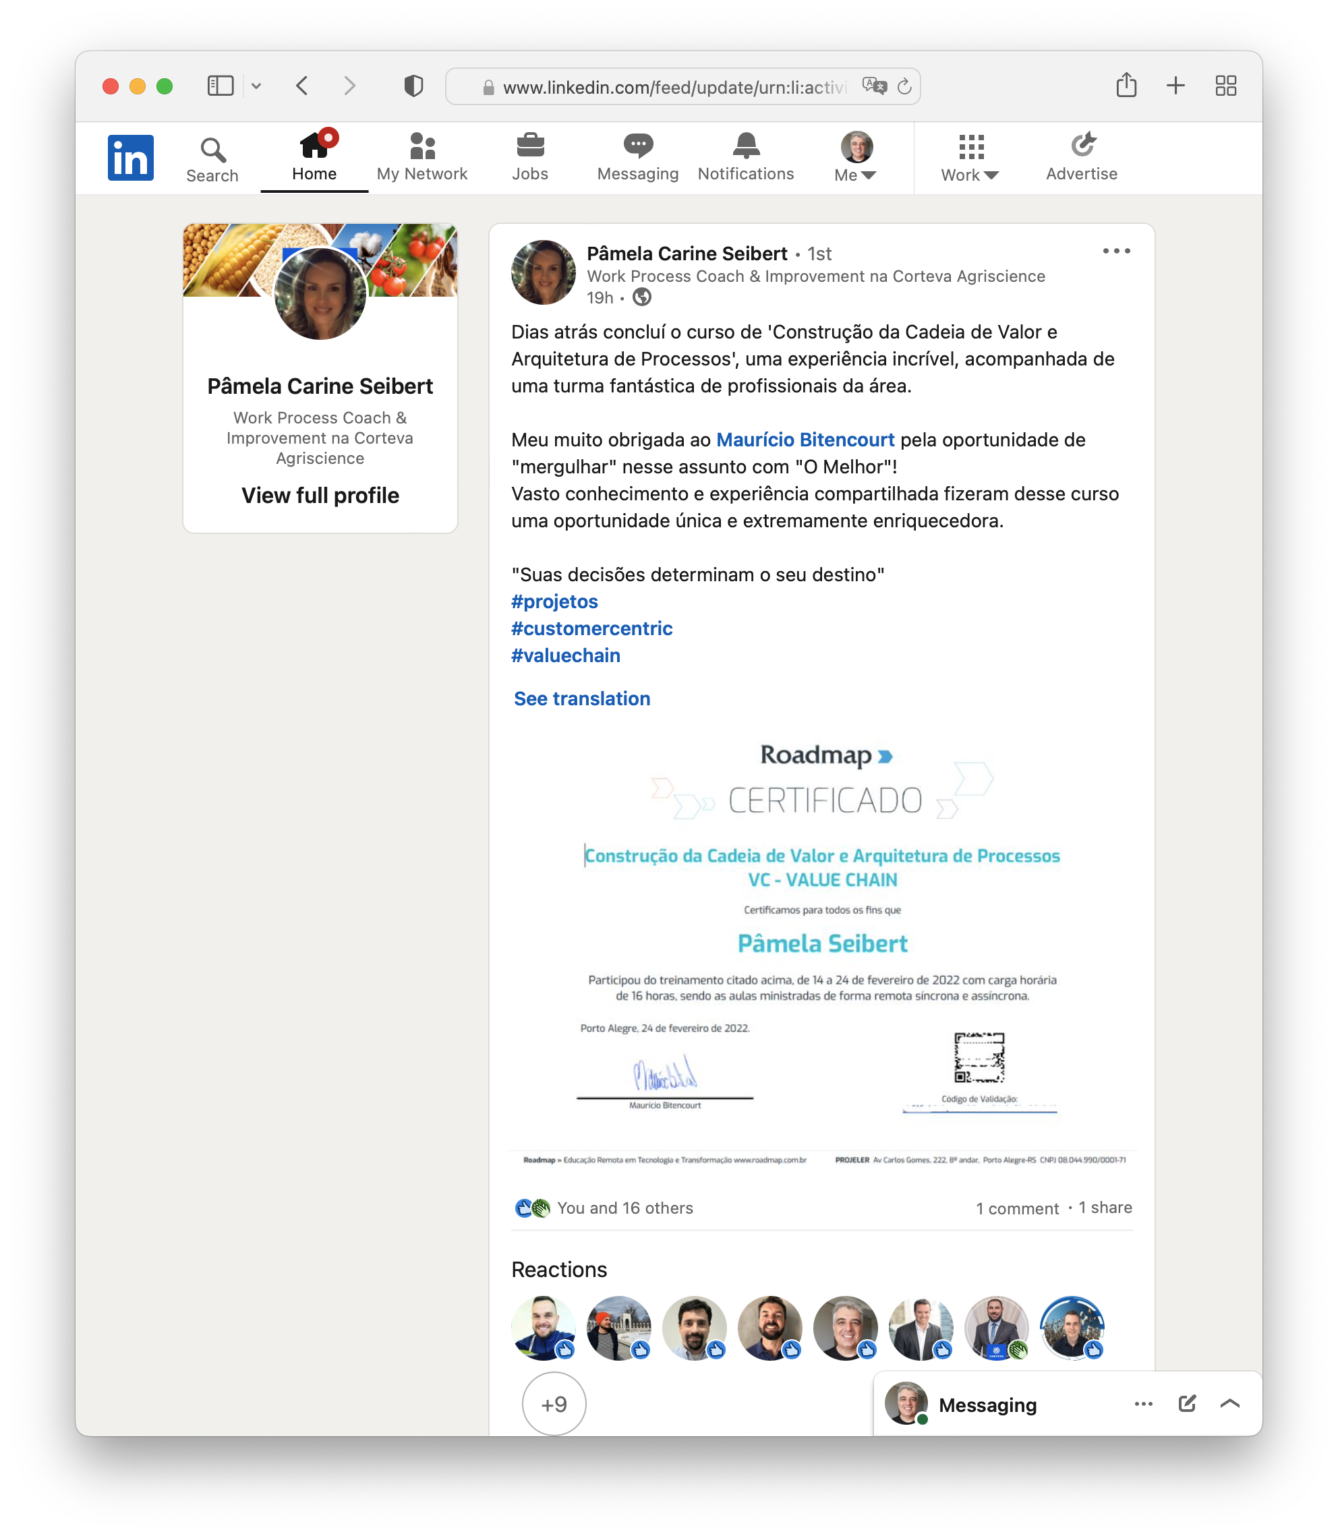 www.linkedin.com/feed/update/urn:li:activi
in
Search
Home
My Network
Jobs
Messaging
Notifications
Me
Work
Advertise
Pâmela Carine Seibert
Work Process Coach &
Improvement na Corteva
Agriscience
View full profile
Pâmela Carine Seibert • 1st
Work Process Coach & Improvement na Corteva Agriscience
19h •
Dias atrás concluí o curso de 'Construção da Cadeia de Valor e
Arquitetura de Processos', uma experiência incrível, acompanhada de
uma turma fantástica de profissionais da área.
Meu muito obrigada ao Maurício Bitencourt pela oportunidade de
"mergulhar" nesse assunto com "O Melhor"!
Vasto conhecimento e experiência compartilhada fizeram desse curso
uma oportunidade única e extremamente enriquecedora.
"Suas decisões determinam o seu destino"
#projetos
#customercentric
#valuechain
See translation
Roadmap
CERTIFICADO
Construção da Cadeia de Valor e Arquitetura de Processos
VC - VALUE CHAIN
Certificamos para todos os fins que
Pâmela Seibert
Participou do treinamento citado acima, de 14 a 24 de fevereiro de 2022 com carga horária
de 16 horas, sendo as aulas ministradas de forma remota síncrona e assíncrona.
Porto Alegre, 24 de fevereiro de 2022.
Maurício Bitencourt
Código de Validação:
Roadmap » Educação Remota em Tecnologia e Transformação www.roadmap.com.br
PROJELER Av Carlos Gomes, 222, 8º andar, Porto Alegre-RS CNPJ 08.044.990/0001-71
You and 16 others
1 comment • 1 share
Reactions
+9
Messaging